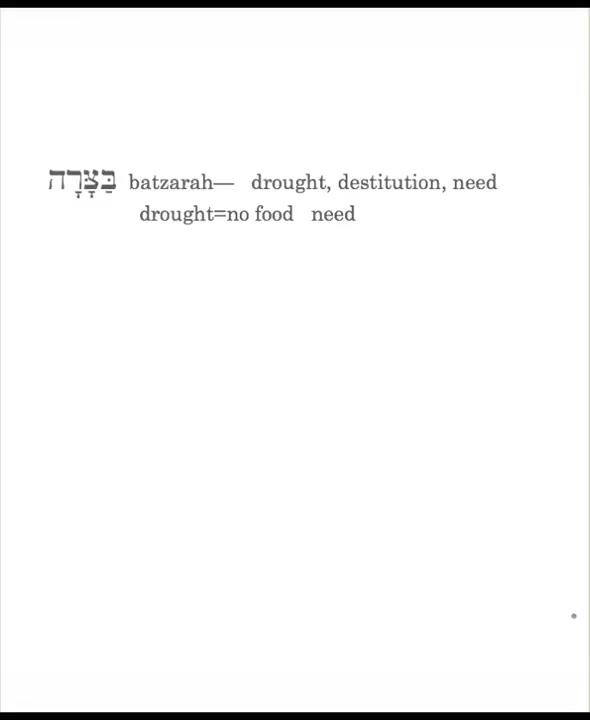 בַּצָּרָה batzarah— drought, destitution, need
drought=no food need